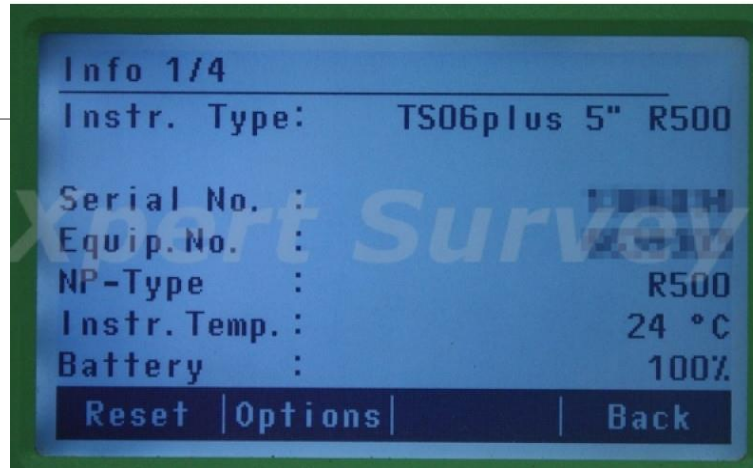 Info 1/4
Instr. Type: TS06plus 5" R500
Serial No. :
Equip.No. :
Xpert Survey
NP-Type : R500
Instr.Temp.: 24 °C
Battery : 100%
Reset |Options| | Back